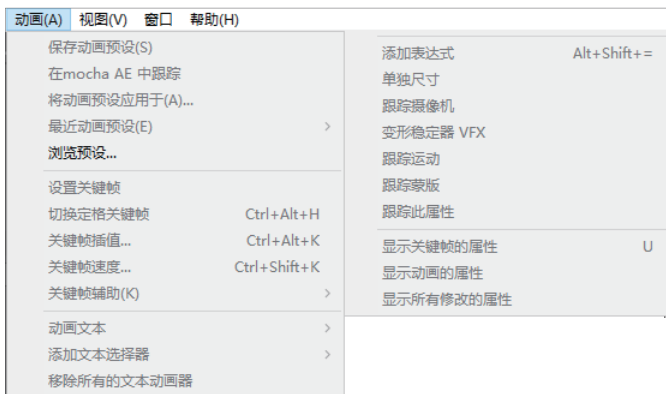 动画(A) 视图(V) 窗口 帮助(H)
保存动画预设(S)
在mocha AE 中跟踪
将动画预设应用于(A)...
最近动画预设(E)
浏览预设...
设置关键帧
切换定格关键帧 Ctrl+Alt+H
关键帧插值... Ctrl+Alt+K
关键帧速度... Ctrl+Shift+K
关键帧辅助(K)
动画文本
添加文本选择器
移除所有的文本动画器
添加表达式 Alt+Shift+=
单独尺寸
跟踪摄像机
变形稳定器 VFX
跟踪运动
跟踪蒙版
跟踪此属性
显示关键帧的属性 U
显示动画的属性
显示所有修改的属性